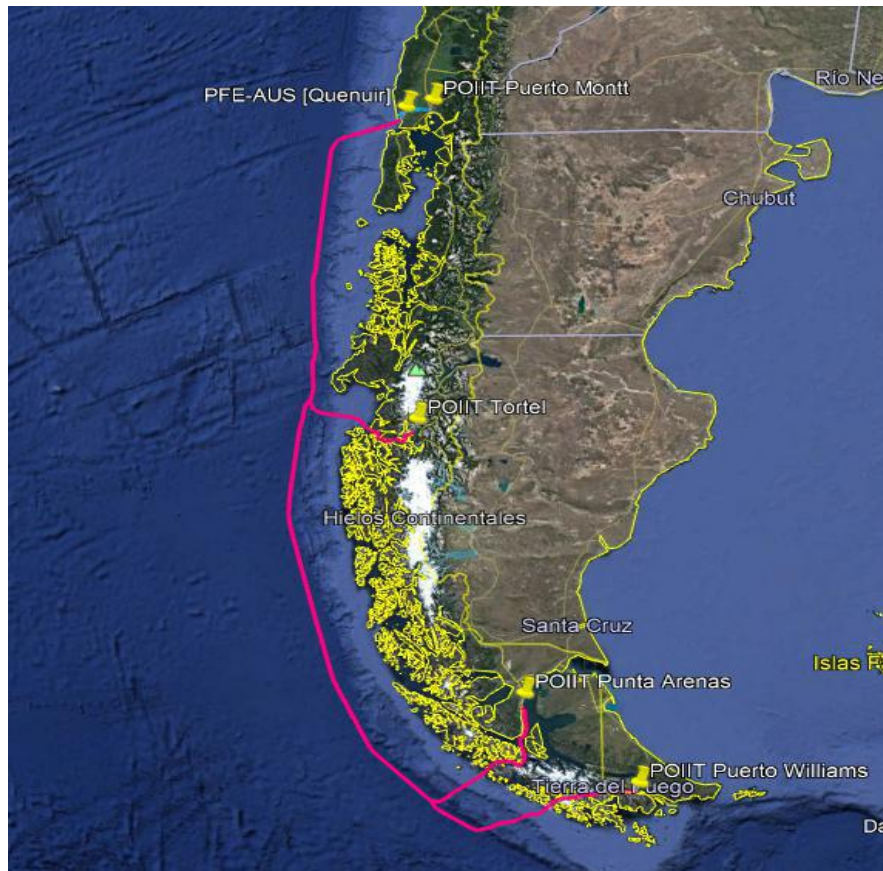 Río Ne
PFE-AUS [Quenuir]
POIIT Puerto Montt
Chubut
POIIT Tortel
Hielos Continentales
Santa Cruz
Islas F
POIIT Punta Arenas
POIIT Puerto Williams
Tierra del Fuego
Da